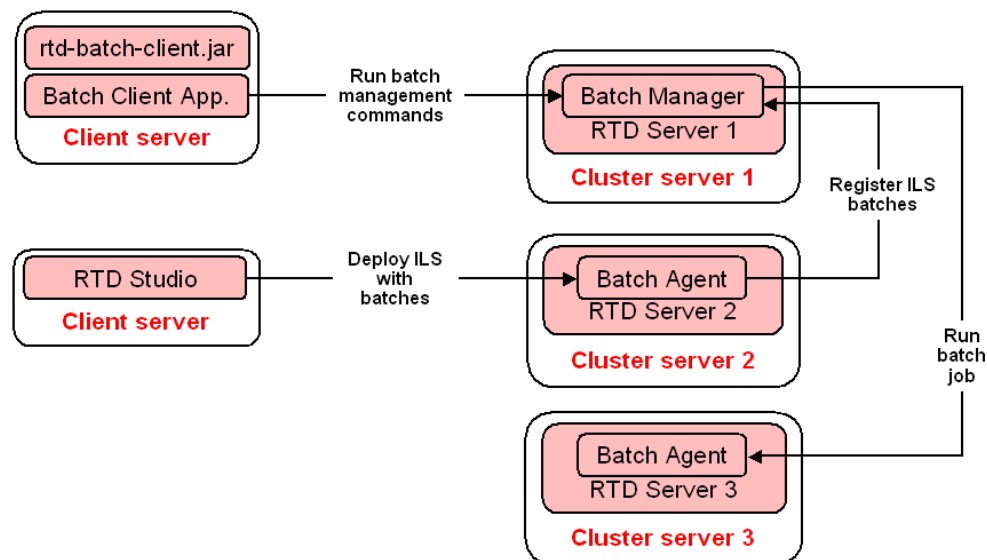 rtd-batch-client.jar
Batch Client App.
Client server
Run batch
management
commands
Batch Manager
RTD Server 1
Cluster server 1
Register ILS
batches
RTD Studio
Client server
Deploy ILS
with
batches
Batch Agent
RTD Server 2
Cluster server 2
Run
batch
job
Batch Agent
RTD Server 3
Cluster server 3